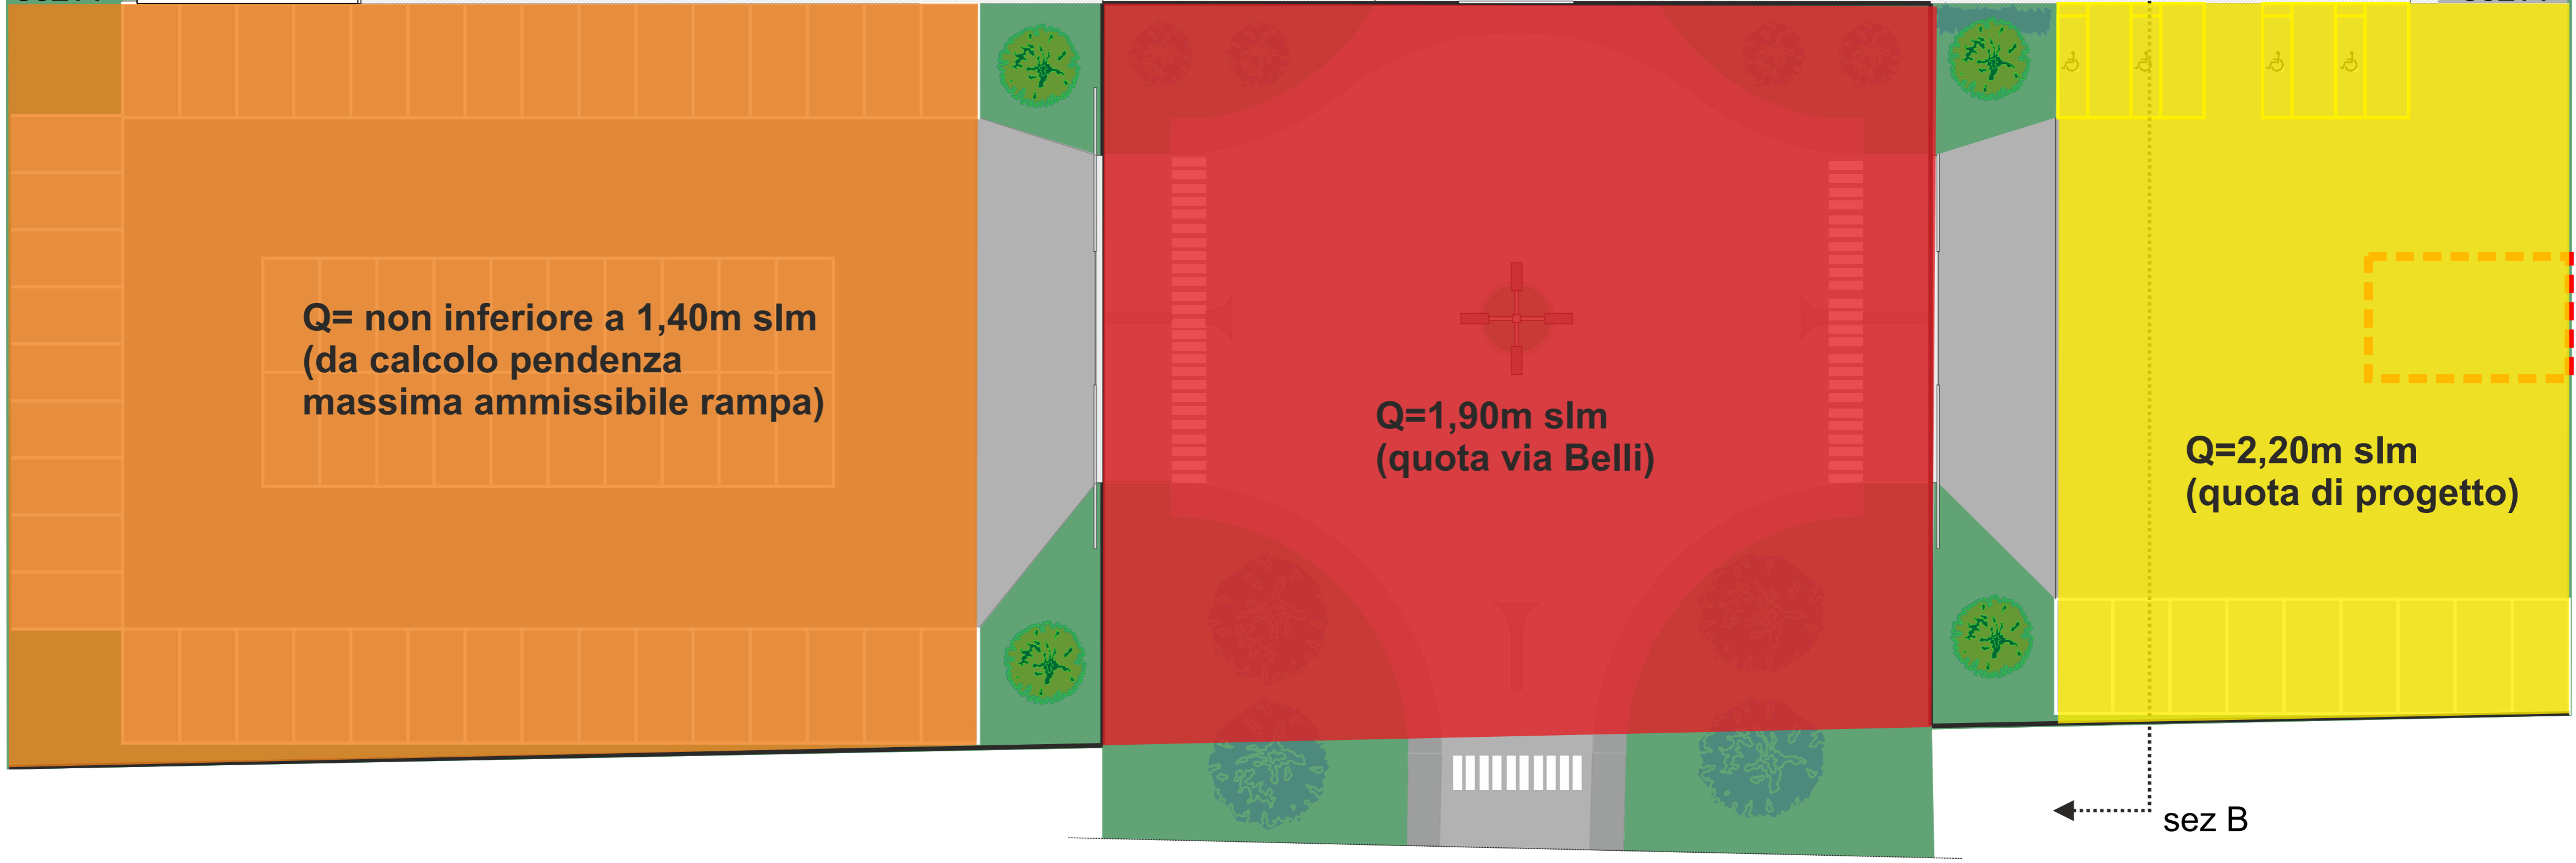 Q= non inferiore a 1,40m slm
(da calcolo pendenza
massima ammissibile rampa)
Q=1,90m slm
(quota via Belli)
Q=2,20m slm
(quota di progetto)
sez B